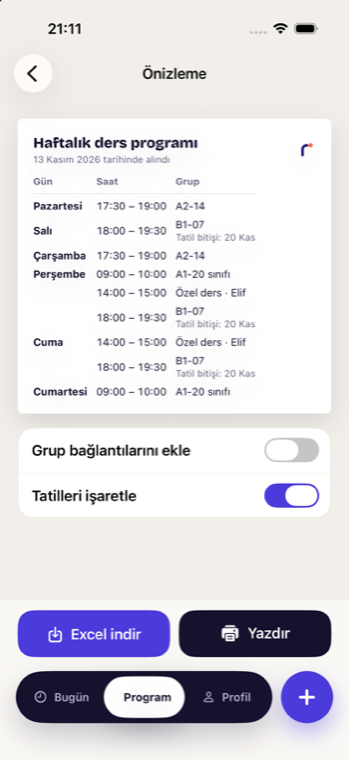 21:11
Önizleme
Haftalık ders programı
13 Kasım 2026 tarihinde alındı
Gün Saat Grup
Pazartesi 17:30 – 19:00 A2-14
Salı 18:00 – 19:30 B1-07
Tatil bitişi: 20 Kas
Çarşamba 17:30 – 19:00 A2-14
Perşembe 09:00 – 10:00 A1-20 sınıfı
14:00 – 15:00 Özel ders · Elif
18:00 – 19:30 B1-07
Tatil bitişi: 20 Kas
Cuma 14:00 – 15:00 Özel ders · Elif
18:00 – 19:30 B1-07
Tatil bitişi: 20 Kas
Cumartesi 09:00 – 10:00 A1-20 sınıfı
Grup bağlantılarını ekle
Tatilleri işaretle
Excel indir Yazdır
Bugün Program Profil